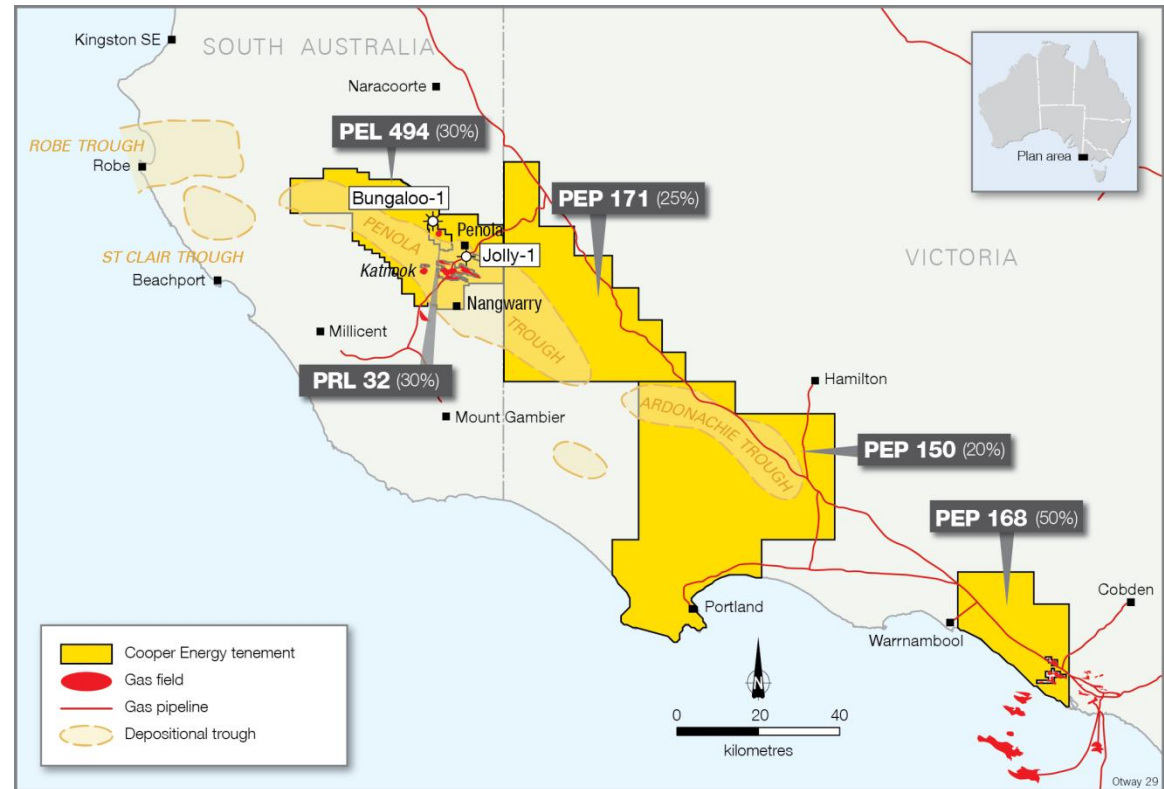 Kingston SE
SOUTH AUSTRALIA
Naracoorte
PEL 494 (30%)
ROBE TROUGH
Robe
Bungaloo-1
PEP 171 (25%)
Plan area
PENOLA
Penola
ST CLAIR TROUGH
Jolly-1
VICTORIA
Beachport
Katnook
Nangwarry
Millicent
TROUGH
PRL 32 (30%)
Hamilton
Mount Gambier
ARDONACHIE TROUGH
PEP 150 (20%)
PEP 168 (50%)
Cobden
Portland
Warrnambool
Cooper Energy tenement
Gas field
Gas pipeline
Depositional trough
N
0 20 40
kilometres
Otway 29